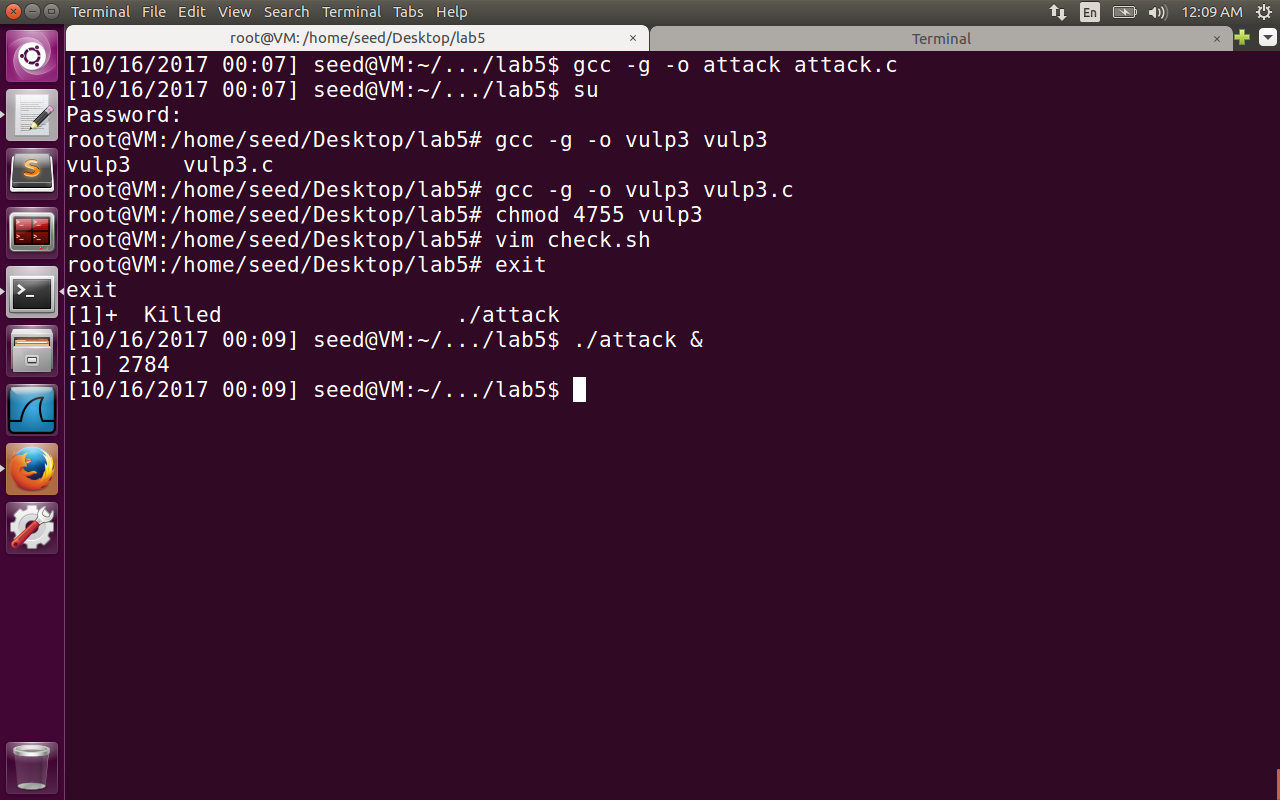 Terminal File Edit View Search Terminal Tabs Help En 12:09 AM
root@VM: /home/seed/Desktop/lab5 × Terminal ×
[10/16/2017 00:07] seed@VM:~/.../lab5$ gcc -g -o attack attack.c
[10/16/2017 00:07] seed@VM:~/.../lab5$ su
Password:
root@VM:/home/seed/Desktop/lab5# gcc -g -o vulp3 vulp3
vulp3    vulp3.c
root@VM:/home/seed/Desktop/lab5# gcc -g -o vulp3 vulp3.c
root@VM:/home/seed/Desktop/lab5# chmod 4755 vulp3
root@VM:/home/seed/Desktop/lab5# vim check.sh
root@VM:/home/seed/Desktop/lab5# exit
exit
[1]+  Killed                  ./attack
[10/16/2017 00:09] seed@VM:~/.../lab5$ ./attack &
[1] 2784
[10/16/2017 00:09] seed@VM:~/.../lab5$